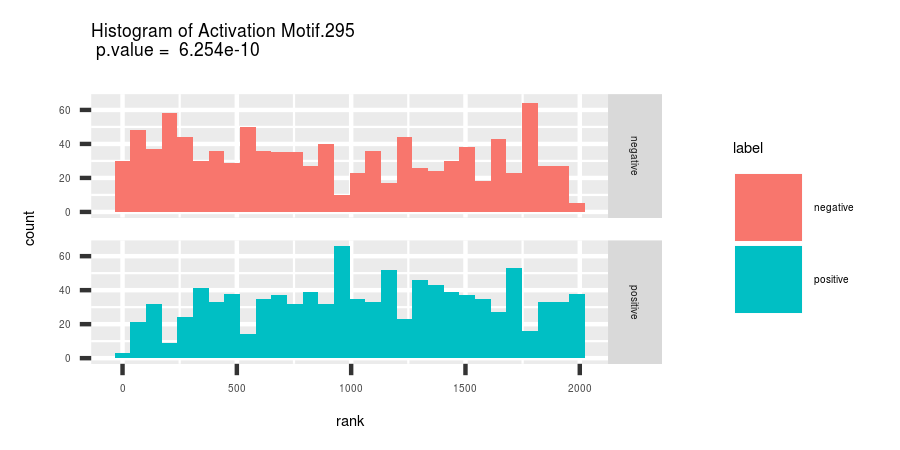 Histogram of Activation Motif.295
p.value = 6.254e-10
count
60
40
20
0
negative
60
40
20
0
positive
0 500 1000 1500 2000
rank
label
negative
positive